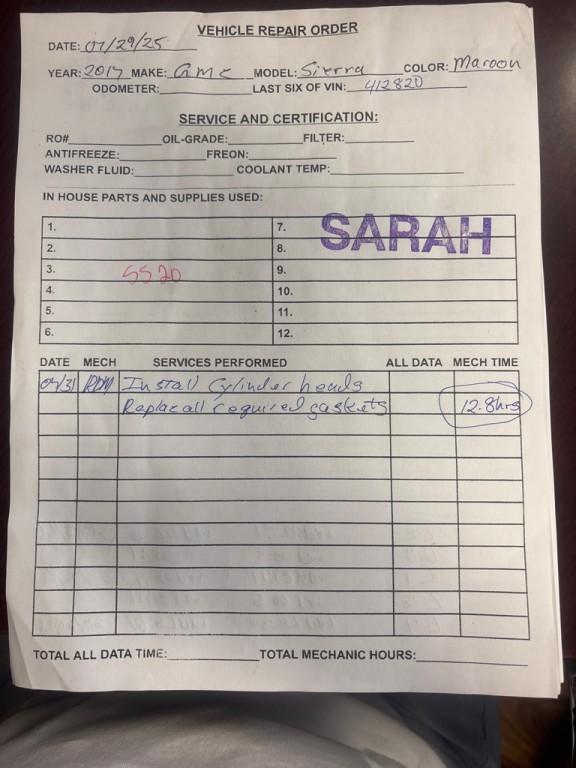 VEHICLE REPAIR ORDER
DATE: 07/29/25
YEAR: 2017 MAKE: GMC MODEL: Sierra COLOR: Maroon
ODOMETER: LAST SIX OF VIN: 412820
SERVICE AND CERTIFICATION:
RO# OIL-GRADE: FILTER:
ANTIFREEZE: FREON:
WASHER FLUID: COOLANT TEMP:
IN HOUSE PARTS AND SUPPLIES USED:
1. 7. SARAH
2. 8.
3. 5520 9.
4. 10.
5. 11.
6. 12.
DATE MECH SERVICES PERFORMED ALL DATA MECH TIME
07/31 Install Cylinder heads
Replace all required gaskets 12.8hrs
TOTAL ALL DATA TIME: TOTAL MECHANIC HOURS: